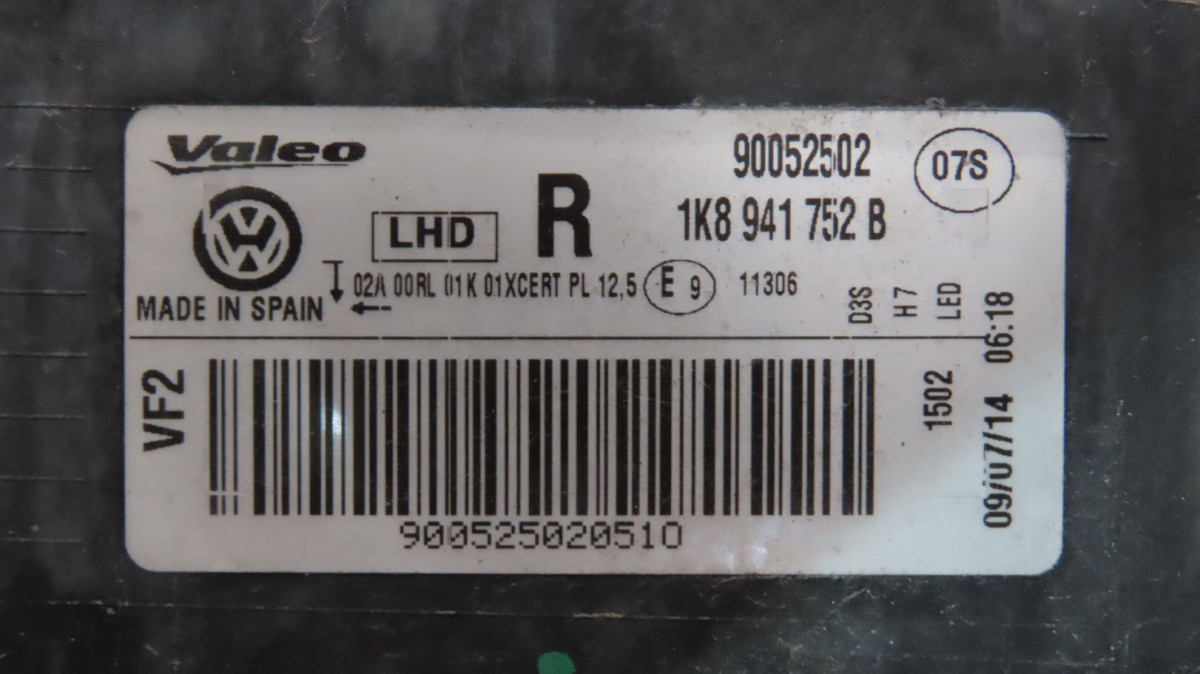 Valeo
90052502
07S
LHD
R
1K8 941 752 B
02A 00RL 01K 01XCERT PL 12,5 E 9 11306
MADE IN SPAIN
D3S
H7
LED
VF2
1502
09/07/14 06:18
900525020510